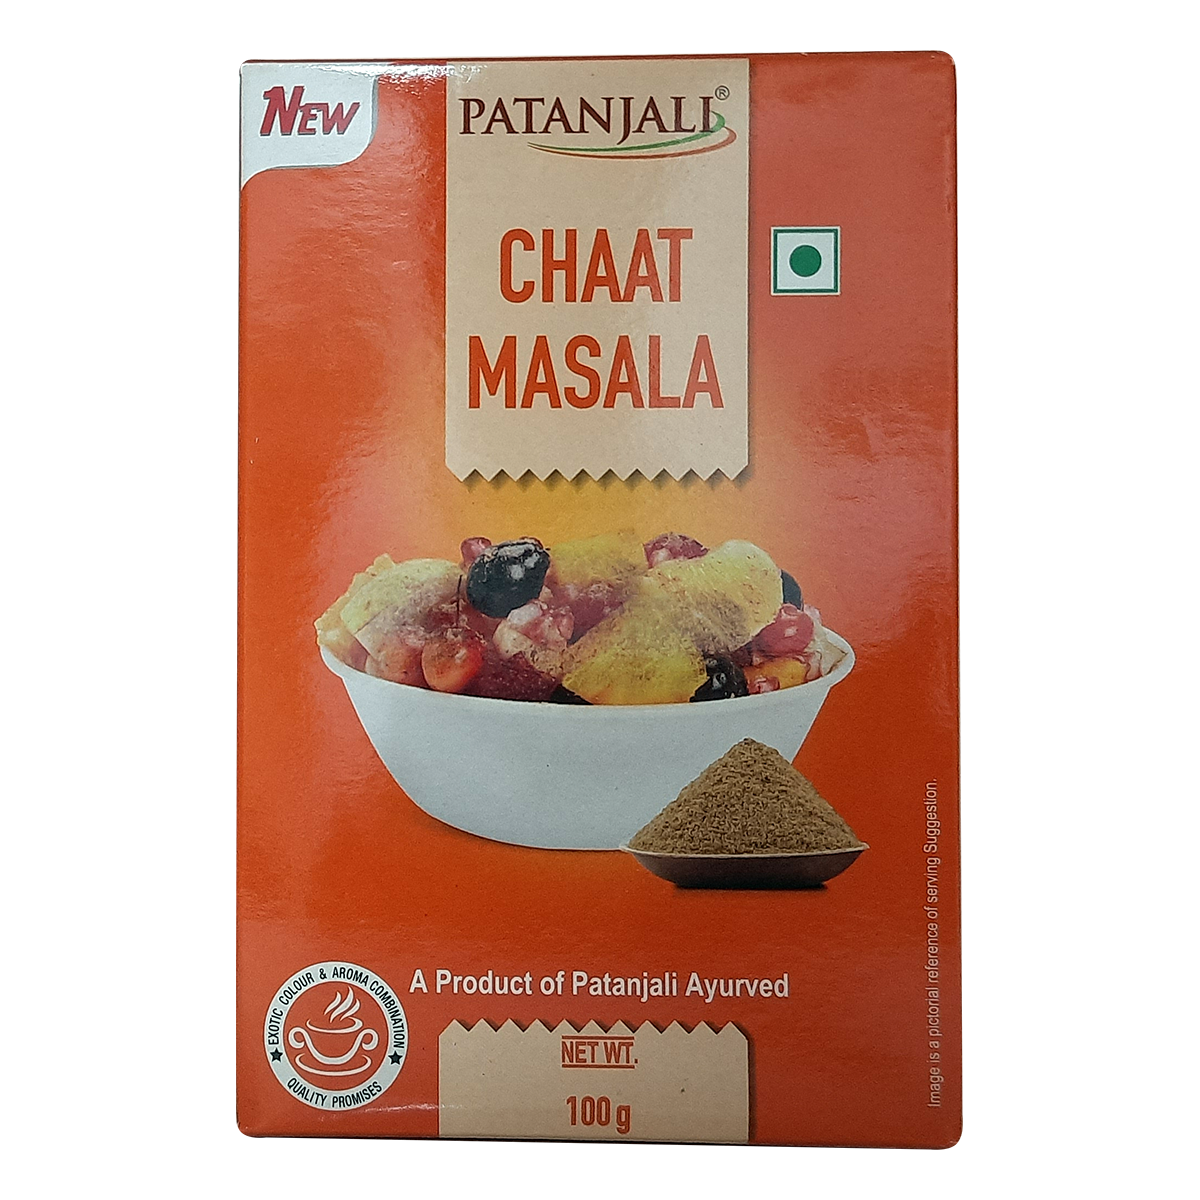 NEW
PATANJALI®
CHAAT
MASALA
A Product of Patanjali Ayurved
EXOTIC COLOUR & AROMA COMBINATION
QUALITY PROMISES
NET WT.
100 g
Image is a pictorial reference of serving Suggestion.